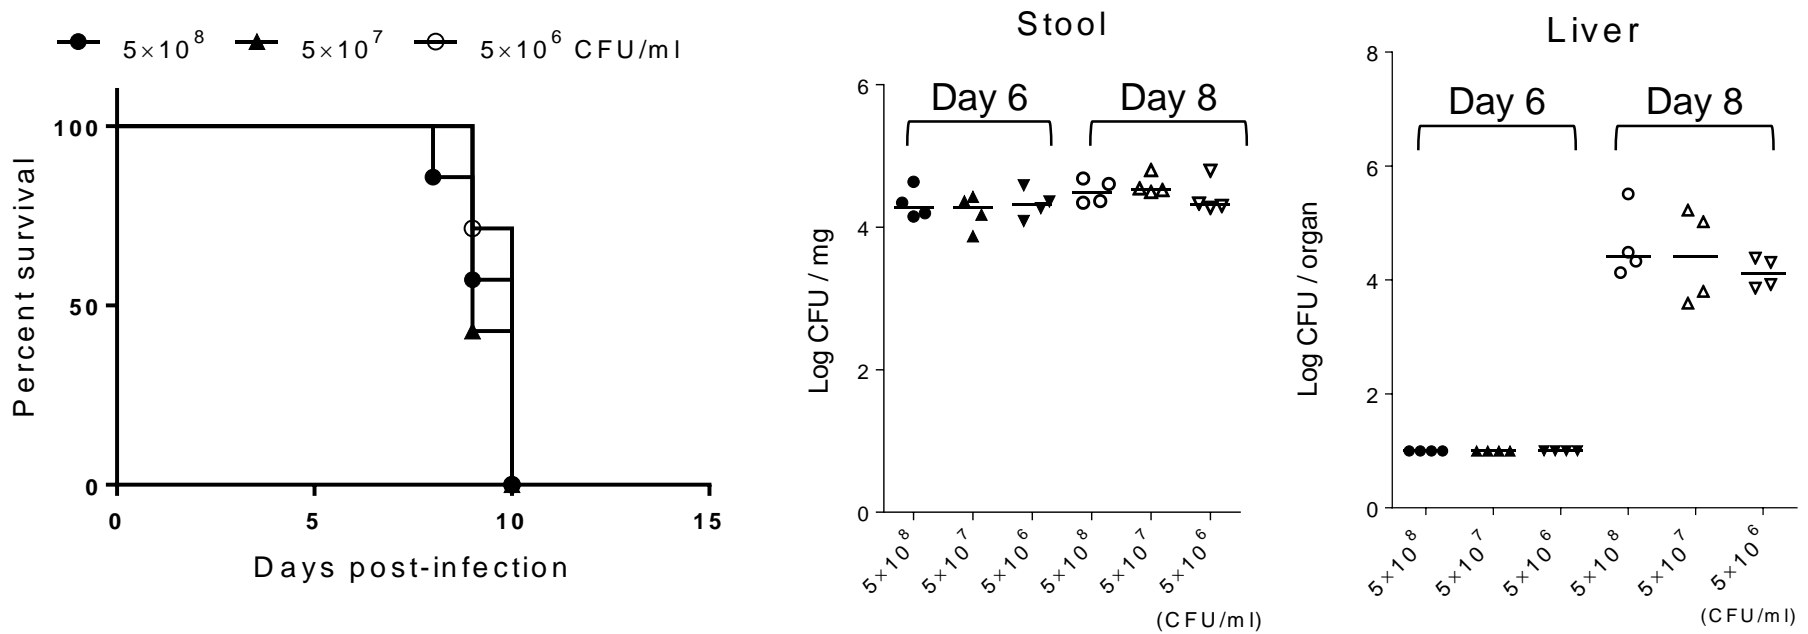 5×10⁸ 5×10⁷ 5×10⁶ CFU/ml
Percent survival
100
50
0
0 5 10 15
Days post-infection
Stool
Day 6 Day 8
Log CFU / mg
6
4
2
0
5×10⁸ 5×10⁷ 5×10⁶ 5×10⁸ 5×10⁷ 5×10⁶
(CFU/ml)
Liver
Day 6 Day 8
Log CFU / organ
8
6
4
2
0
5×10⁸ 5×10⁷ 5×10⁶ 5×10⁸ 5×10⁷ 5×10⁶
(CFU/ml)